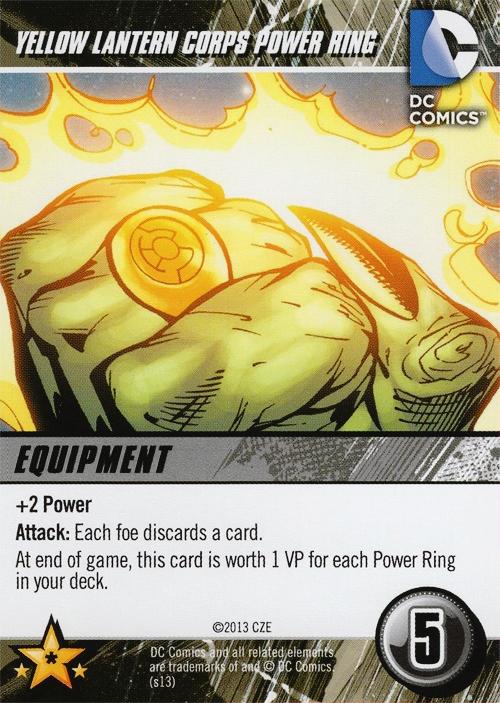 YELLOW LANTERN CORPS POWER RING
DC
DC
COMICS™
EQUIPMENT
+2 Power
Attack: Each foe discards a card.
At end of game, this card is worth 1 VP for each Power Ring
in your deck.
©2013 CZE
*
DC Comics and all related elements
are trademarks of and © DC Comics.
(s13)
5